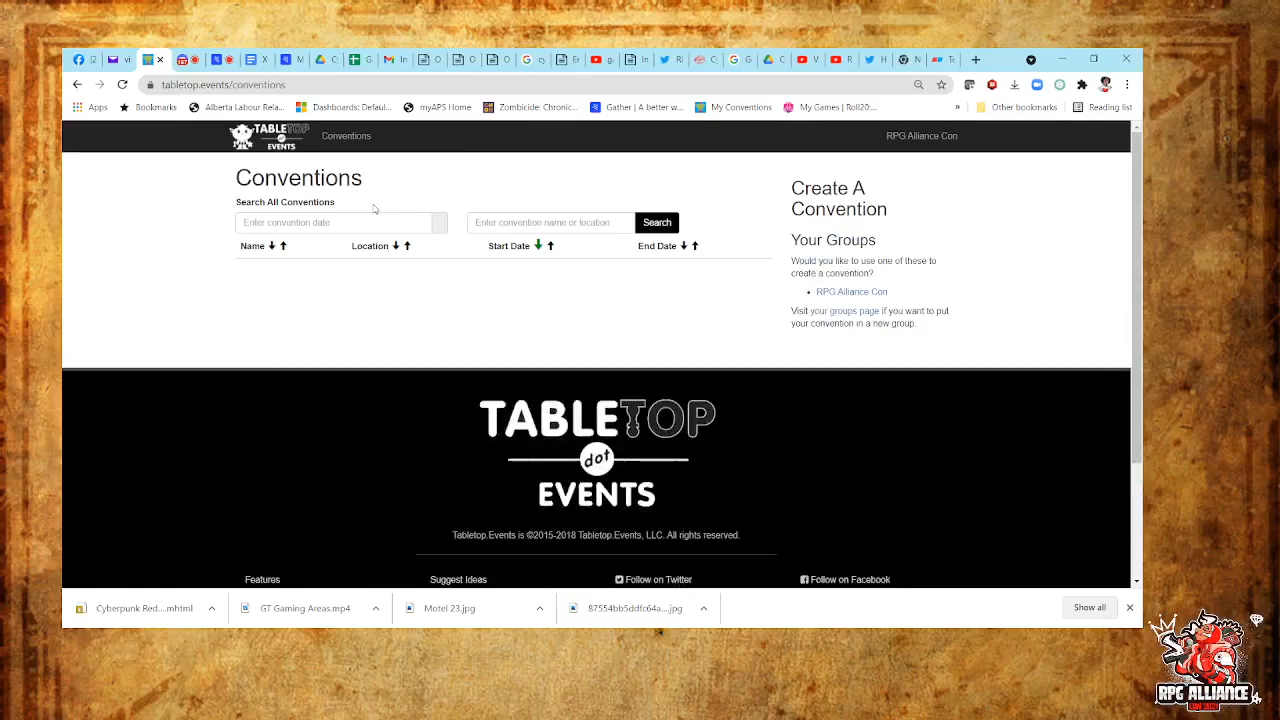 tabletop.events/conventions
Apps
Bookmarks
Alberta Labour Rela...
Dashboards: Defaul...
myAPS Home
Zombicide: Chronic...
Gather | A better w...
My Conventions
My Games | Roll20:...
»
Other bookmarks
Reading list
TABLETOP
EVENTS
Conventions
RPG Alliance Con
Conventions
Search All Conventions
Enter convention date
Enter convention name or location
Search
Name
Location
Start Date
End Date
Create A
Convention
Your Groups
Would you like to use one of these to
create a convention?
• RPG Alliance Con
Visit your groups page if you want to put
your convention in a new group.
TABLETOP
dot
EVENTS
Tabletop.Events is ©2015-2018 Tabletop.Events, LLC. All rights reserved.
Features
Suggest Ideas
Follow on Twitter
Follow on Facebook
Cyberpunk Red....mhtml
GT Gaming Areas.mp4
Motel 23.jpg
87554bb5ddfc64a....jpg
Show all
RPG ALLIANCE
CON 2021